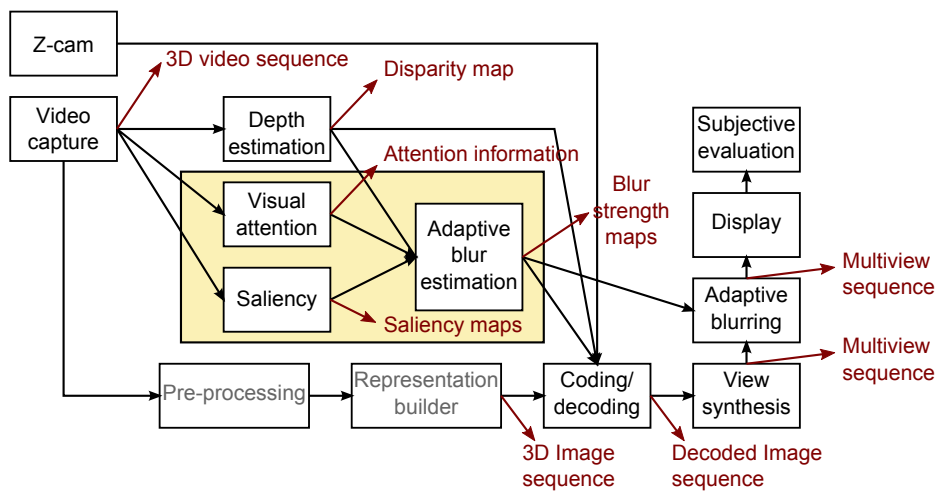 Z-cam
3D video sequence
Disparity map
Video
capture
Depth
estimation
Subjective
evaluation
Attention information
Visual
attention
Blur
strength
maps
Display
Adaptive
blur
estimation
Saliency
Multiview
sequence
Adaptive
blurring
Saliency maps
Multiview
sequence
Pre-processing
Representation
builder
Coding/
decoding
View
synthesis
3D Image
sequence
Decoded Image
sequence